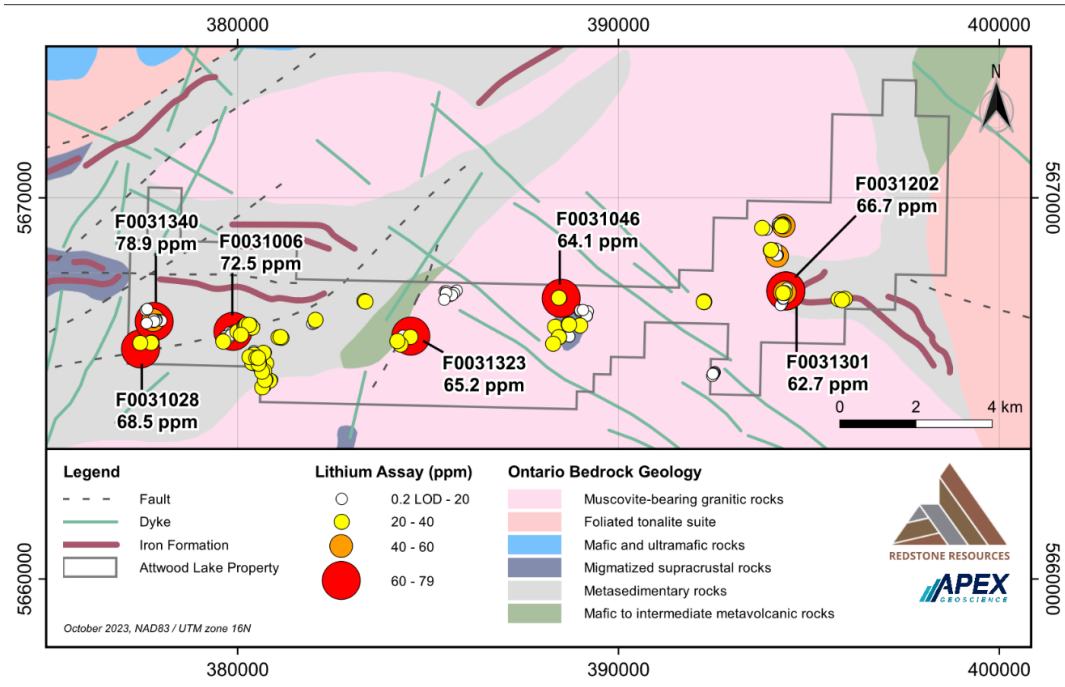 380000
390000
400000
N
5670000
5670000
F0031202
66.7 ppm
F0031340
78.9 ppm
F0031006
72.5 ppm
F0031046
64.1 ppm
F0031323
65.2 ppm
F0031301
62.7 ppm
F0031028
68.5 ppm
0 2 4 km
Legend
Fault
Dyke
Iron Formation
Attwood Lake Property
October 2023, NAD83 / UTM zone 16N
Lithium Assay (ppm)
0.2 LOD - 20
20 - 40
40 - 60
60 - 79
Ontario Bedrock Geology
Muscovite-bearing granitic rocks
Foliated tonalite suite
Mafic and ultramafic rocks
Migmatized supracrustal rocks
Metasedimentary rocks
Mafic to intermediate metavolcanic rocks
REDSTONE RESOURCES
APEX
GEOSCIENCE
5660000
5660000
380000
390000
400000